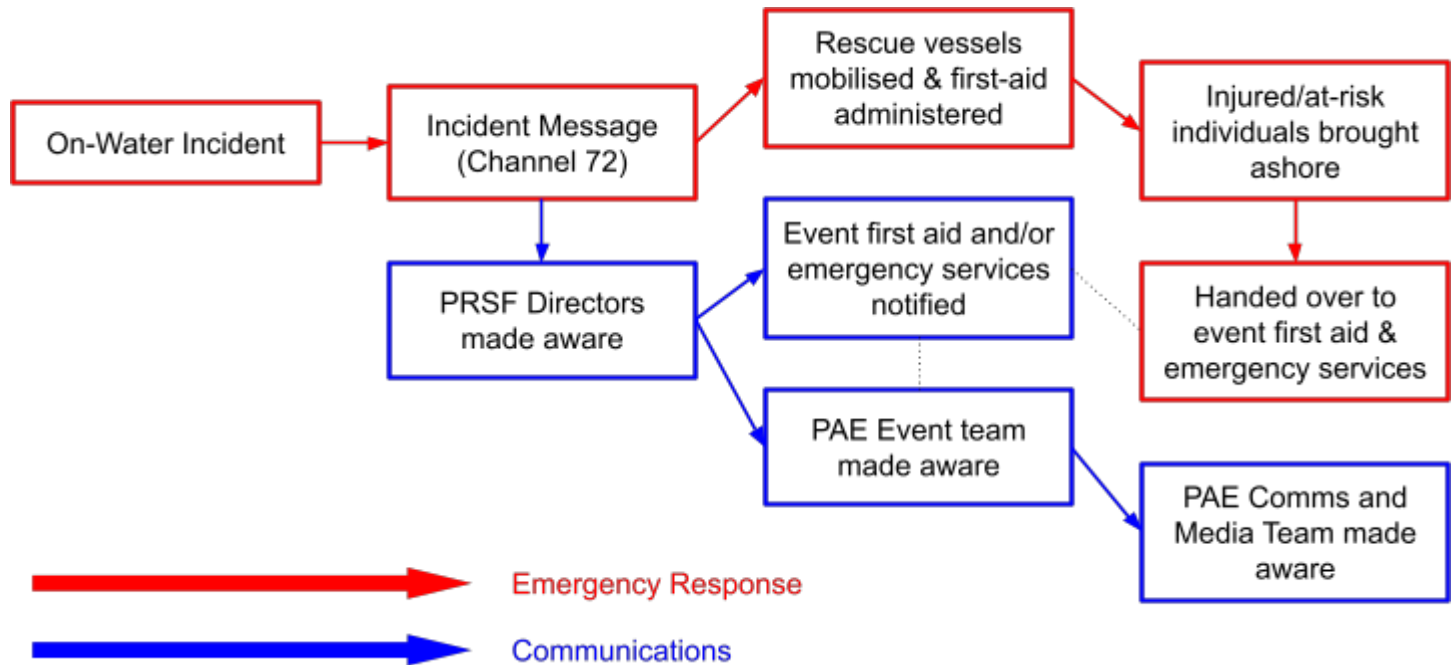 On-Water Incident
Incident Message
(Channel 72)
Rescue vessels
mobilised & first-aid
administered
Injured/at-risk
individuals brought
ashore
PRSF Directors
made aware
Event first aid and/or
emergency services
notified
Handed over to
event first aid &
emergency services
PAE Event team
made aware
PAE Comms and
Media Team made
aware
Emergency Response
Communications